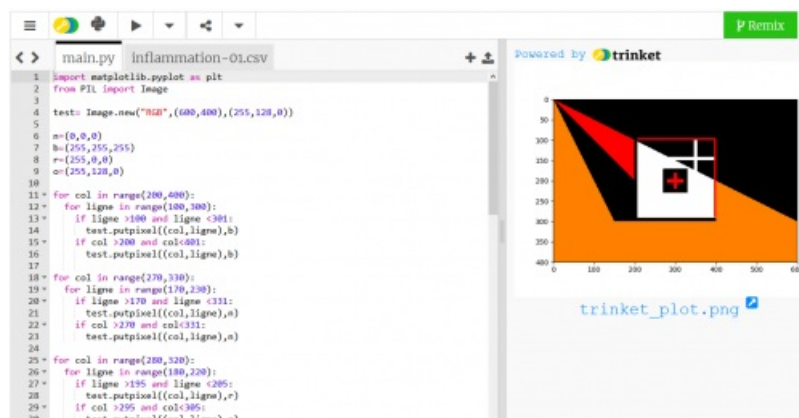 Remix
main.py
inflammation-01.csv
1 import matplotlib.pyplot as plt
2 from PIL import Image
3
4 test= Image.new("RGB",(600,400),(255,128,0))
5
6 n=(0,0,0)
7 b=(255,255,255)
8 r=(255,0,0)
9 o=(255,128,0)
10
11 for col in range(200,400):
12 for ligne in range(100,300):
13 if ligne >100 and ligne <301:
14 test.putpixel((col,ligne),b)
15 if col >200 and col<401:
16 test.putpixel((col,ligne),b)
17
18 for col in range(270,330):
19 for ligne in range(170,230):
20 if ligne >170 and ligne <331:
21 test.putpixel((col,ligne),n)
22 if col >270 and col<331:
23 test.putpixel((col,ligne),n)
24
25 for col in range(280,320):
26 for ligne in range(180,220):
27 if ligne >195 and ligne <205:
28 test.putpixel((col,ligne),r)
29 if col >295 and col<305:
Powered by trinket
0
50
100
150
200
250
300
350
400
0 100 200 300 400 500 600
trinket_plot.png